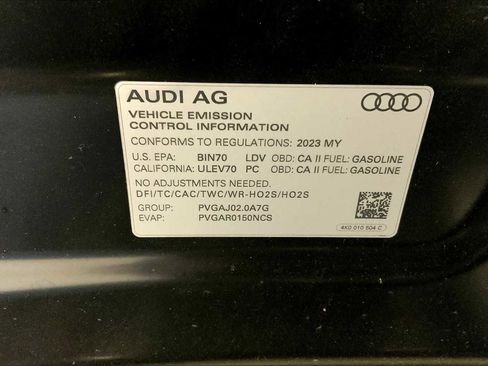 AUDI AG
VEHICLE EMISSION
CONTROL INFORMATION
CONFORMS TO REGULATIONS: 2023 MY
U.S. EPA: BIN70 LDV OBD: CA II FUEL: GASOLINE
CALIFORNIA: ULEV70 PC OBD: CA II FUEL: GASOLINE
NO ADJUSTMENTS NEEDED.
DFI/TC/CAC/TWC/WR-HO2S/HO2S
GROUP: PVGAJ02.0A7G
EVAP: PVGAR0150NCS
4K0 010 504 C